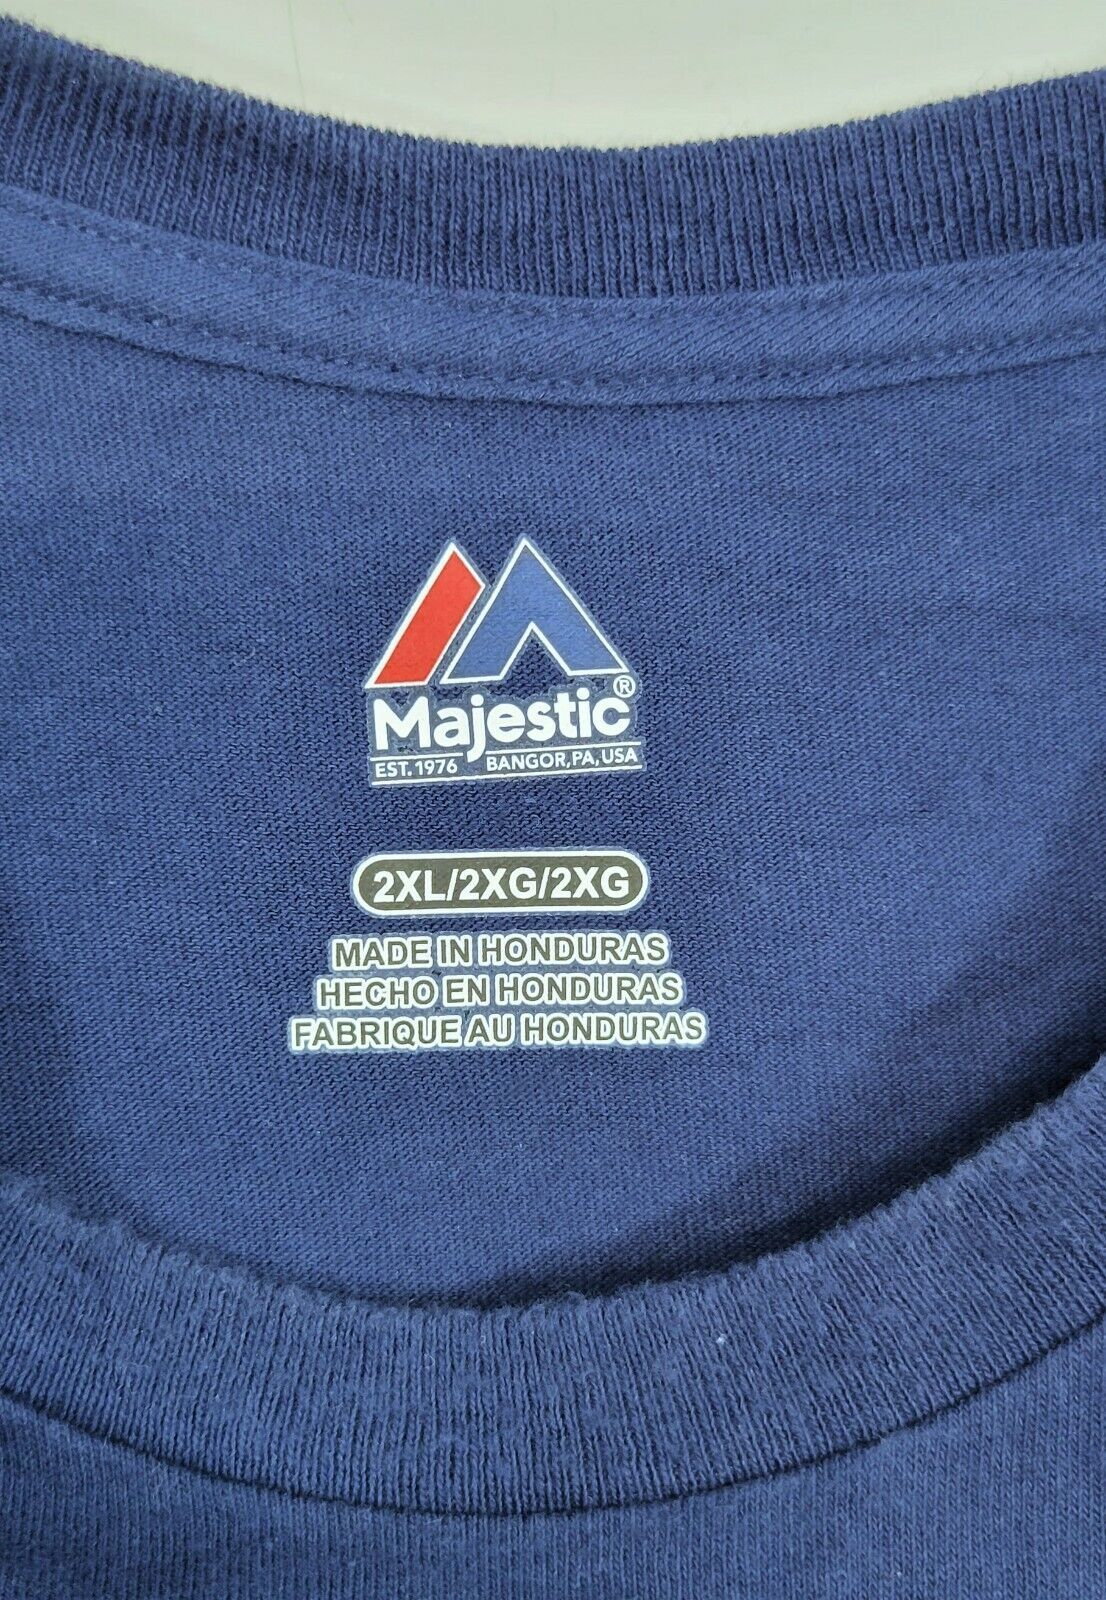 Majestic®
EST. 1976 BANGOR, PA, USA
2XL/2XG/2XG
MADE IN HONDURAS
HECHO EN HONDURAS
FABRIQUE AU HONDURAS